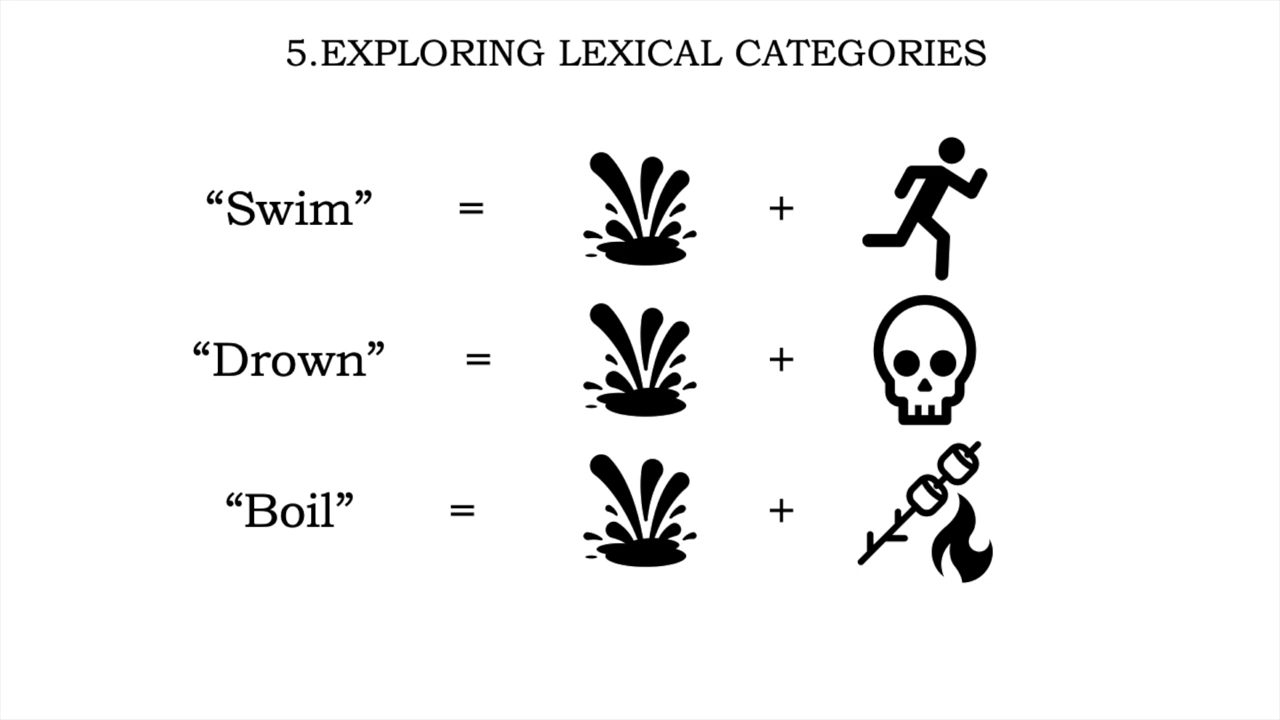 5.EXPLORING LEXICAL CATEGORIES
“Swim” = +
“Drown” = +
“Boil” = +